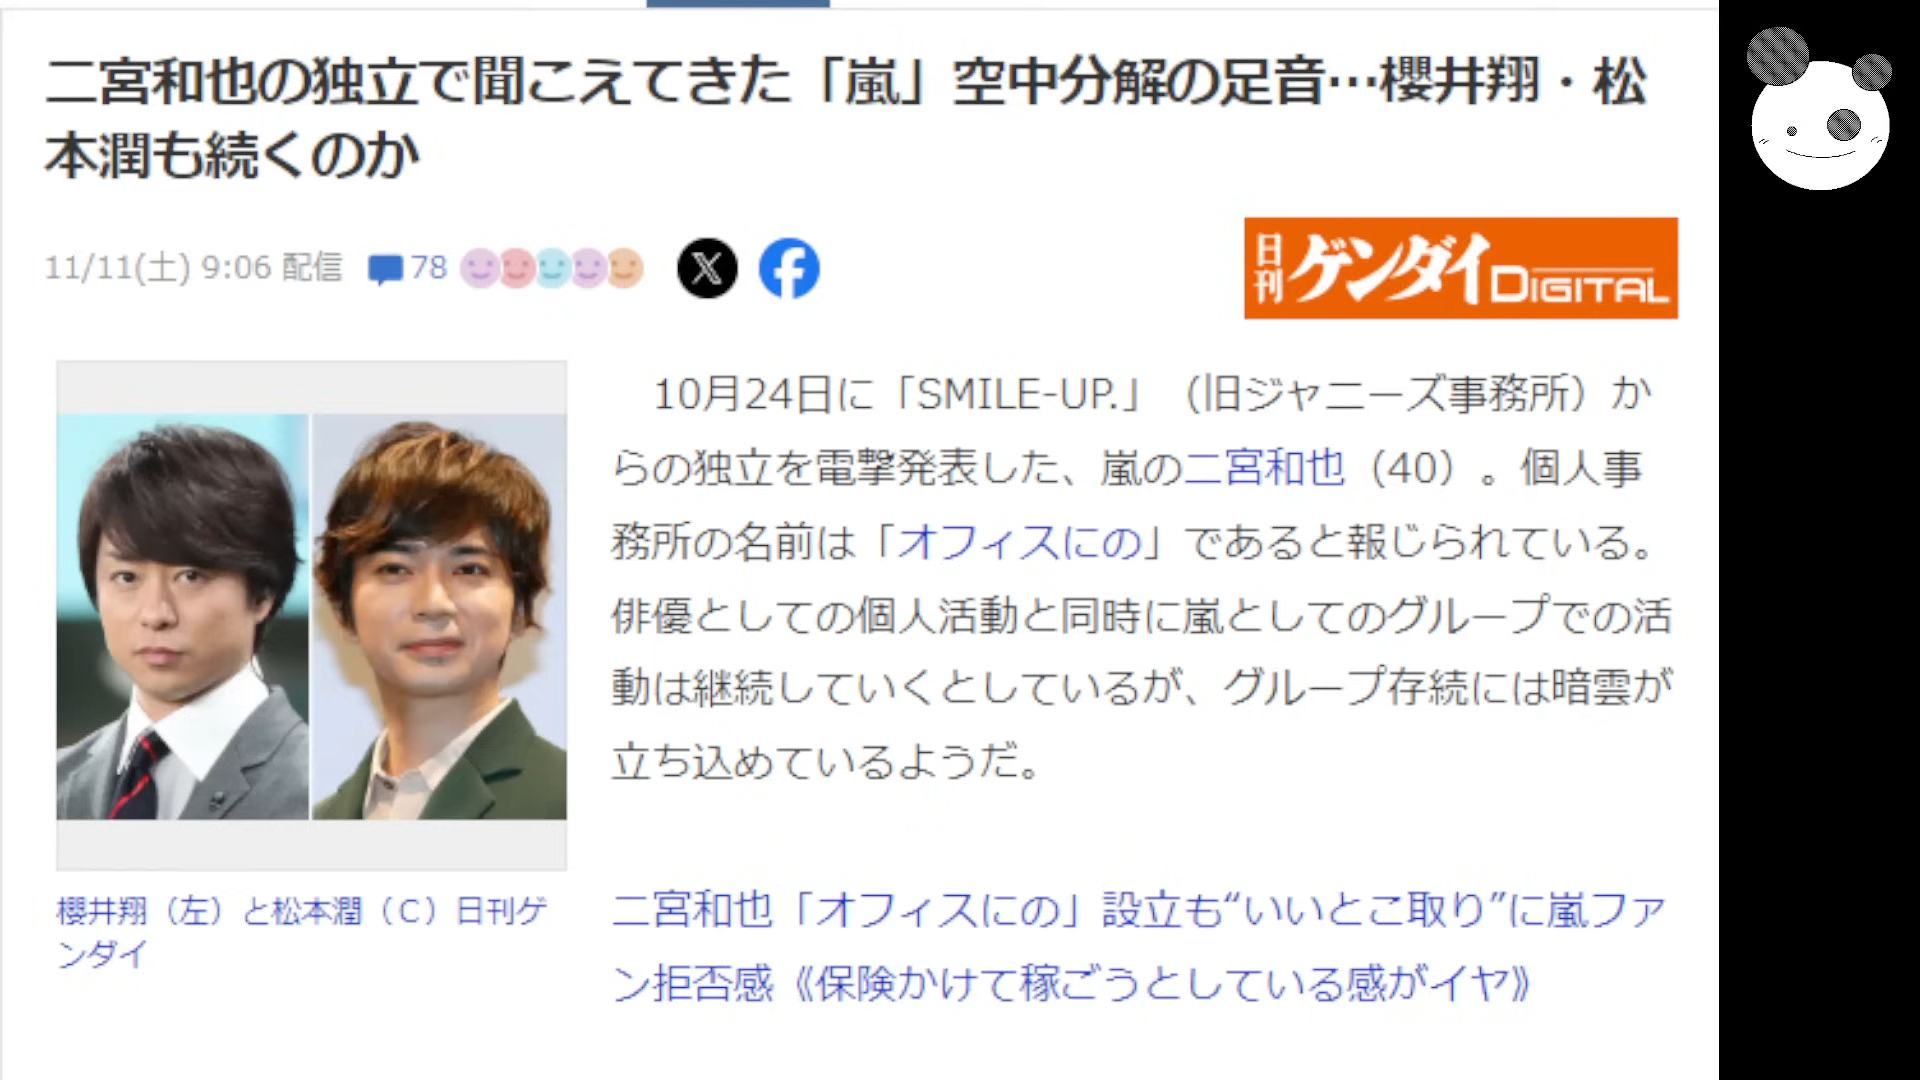 二宮和也の独立で聞こえてきた「嵐」空中分解の足音…櫻井翔・松
本潤も続くのか
11/11(土) 9:06 配信
78
日刊ゲンダイDIGITAL
10月24日に「SMILE-UP.」（旧ジャニーズ事務所）か
らの独立を電撃発表した、嵐の二宮和也（40）。個人事
務所の名前は「オフィスにの」であると報じられている。
俳優としての個人活動と同時に嵐としてのグループでの活
動は継続していくとしているが、グループ存続には暗雲が
立ち込めているようだ。
櫻井翔（左）と松本潤（C）日刊ゲ
ンダイ
二宮和也「オフィスにの」設立も“いいとこ取り”に嵐ファ
ン拒否感《保険かけて稼ごうとしている感がイヤ》